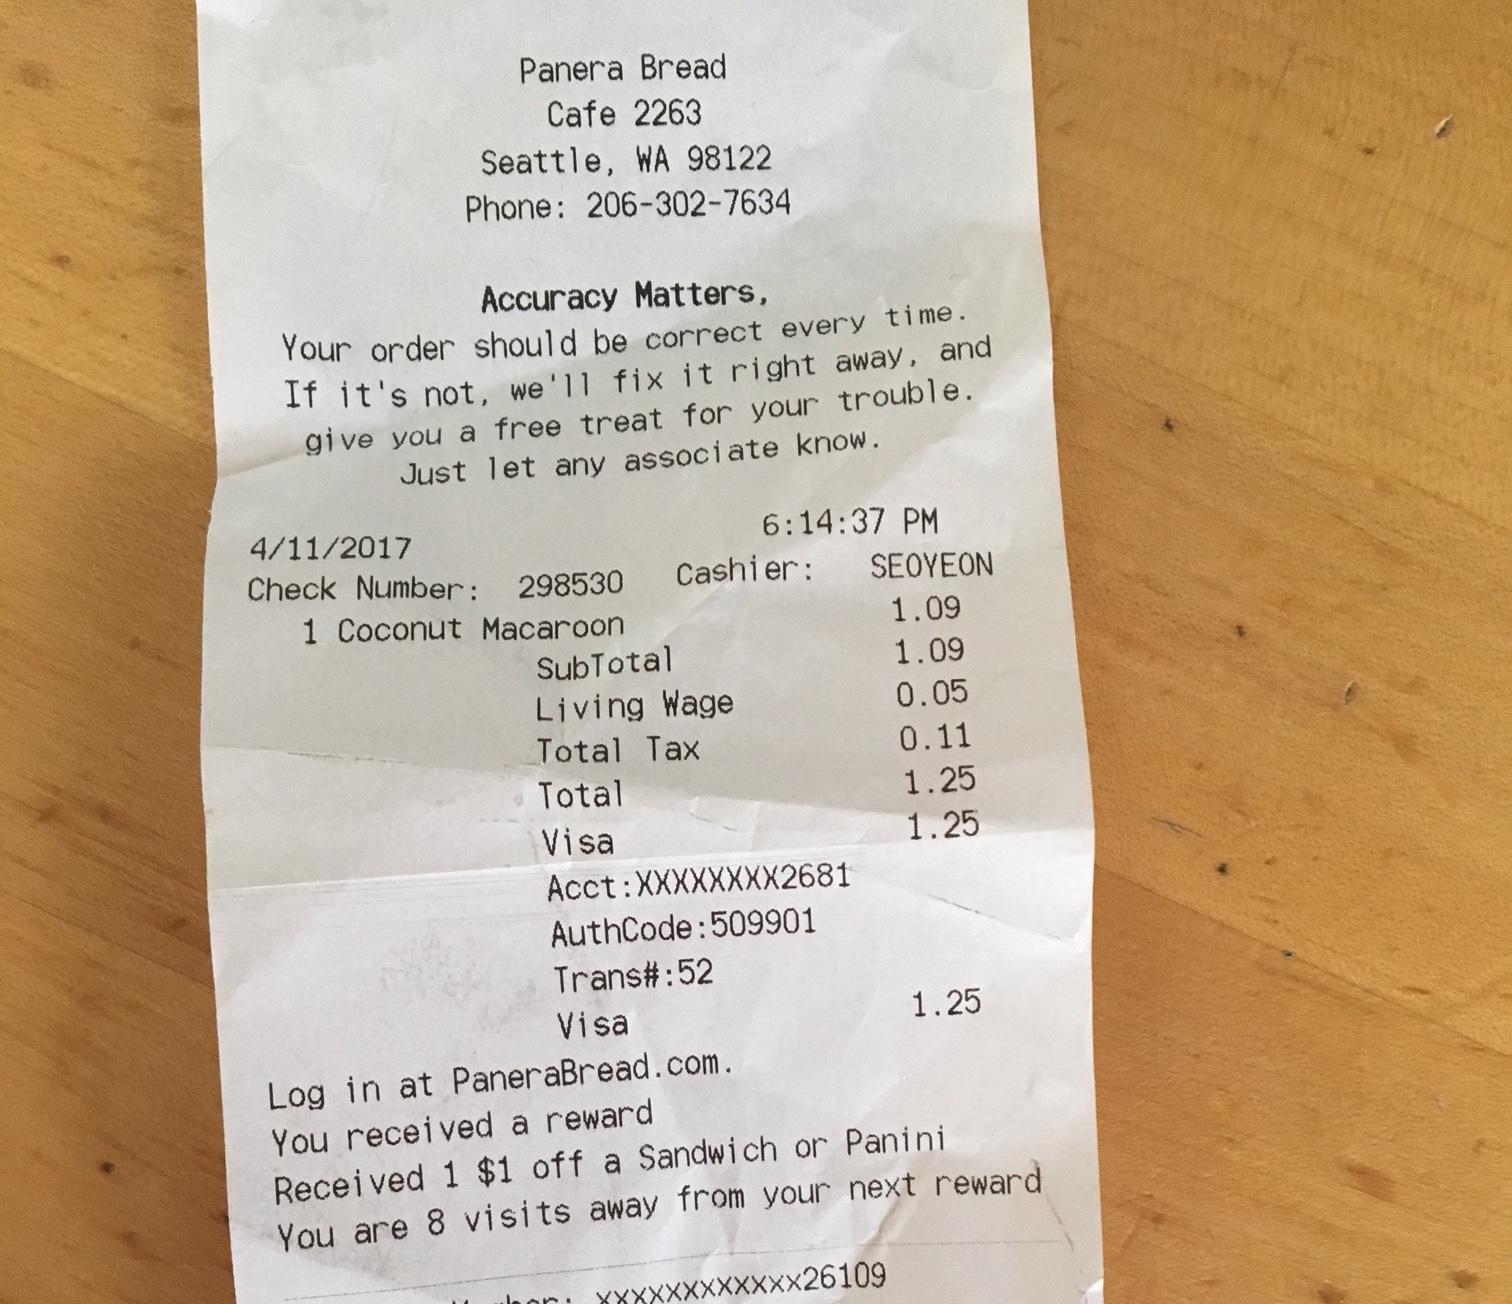 Panera Bread
Cafe 2263
Seattle, WA 98122
Phone: 206-302-7634
Accuracy Matters,
Your order should be correct every time.
If it's not, we'll fix it right away, and
give you a free treat for your trouble.
Just let any associate know.
4/11/2017 6:14:37 PM
Check Number: 298530 Cashier: SEOYEON
1 Coconut Macaroon 1.09
SubTotal 1.09
Living Wage 0.05
Total Tax 0.11
Total 1.25
Visa 1.25
Acct:XXXXXXXX2681
AuthCode:509901
Trans#:52
Visa 1.25
Log in at PaneraBread.com.
You received a reward
Received 1 $1 off a Sandwich or Panini
You are 8 visits away from your next reward
xxxxxxxxxxxx26109